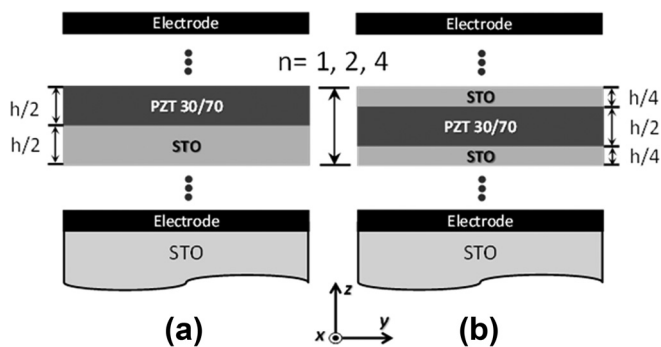 Electrode Electrode
n= 1, 2, 4
h/2 PZT 30/70 STO h/4
PZT 30/70 h/2
h/2 STO STO h/4
Electrode Electrode
STO STO
z
x y
(a) (b)